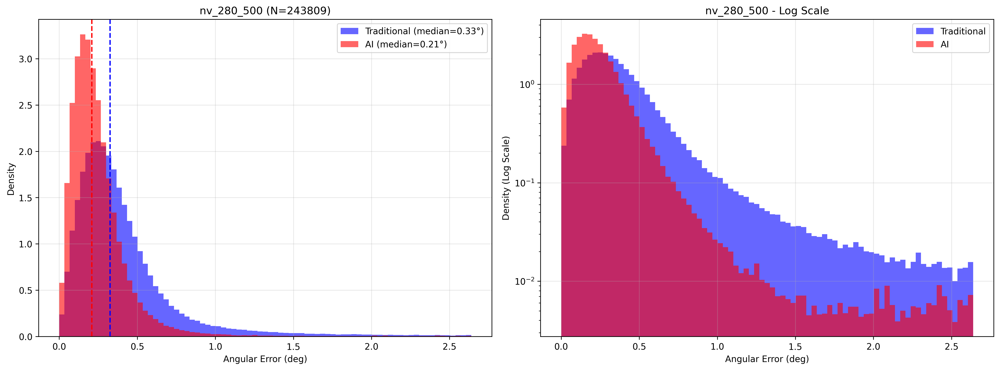 nv_280_500 (N=243809)
Traditional (median=0.33°)
AI (median=0.21°)
Density
3.0
2.5
2.0
1.5
1.0
0.5
0.0
0.0 0.5 1.0 1.5 2.0 2.5
Angular Error (deg)
nv_280_500 - Log Scale
Traditional
AI
Density (Log Scale)
10⁰
10⁻¹
10⁻²
0.0 0.5 1.0 1.5 2.0 2.5
Angular Error (deg)